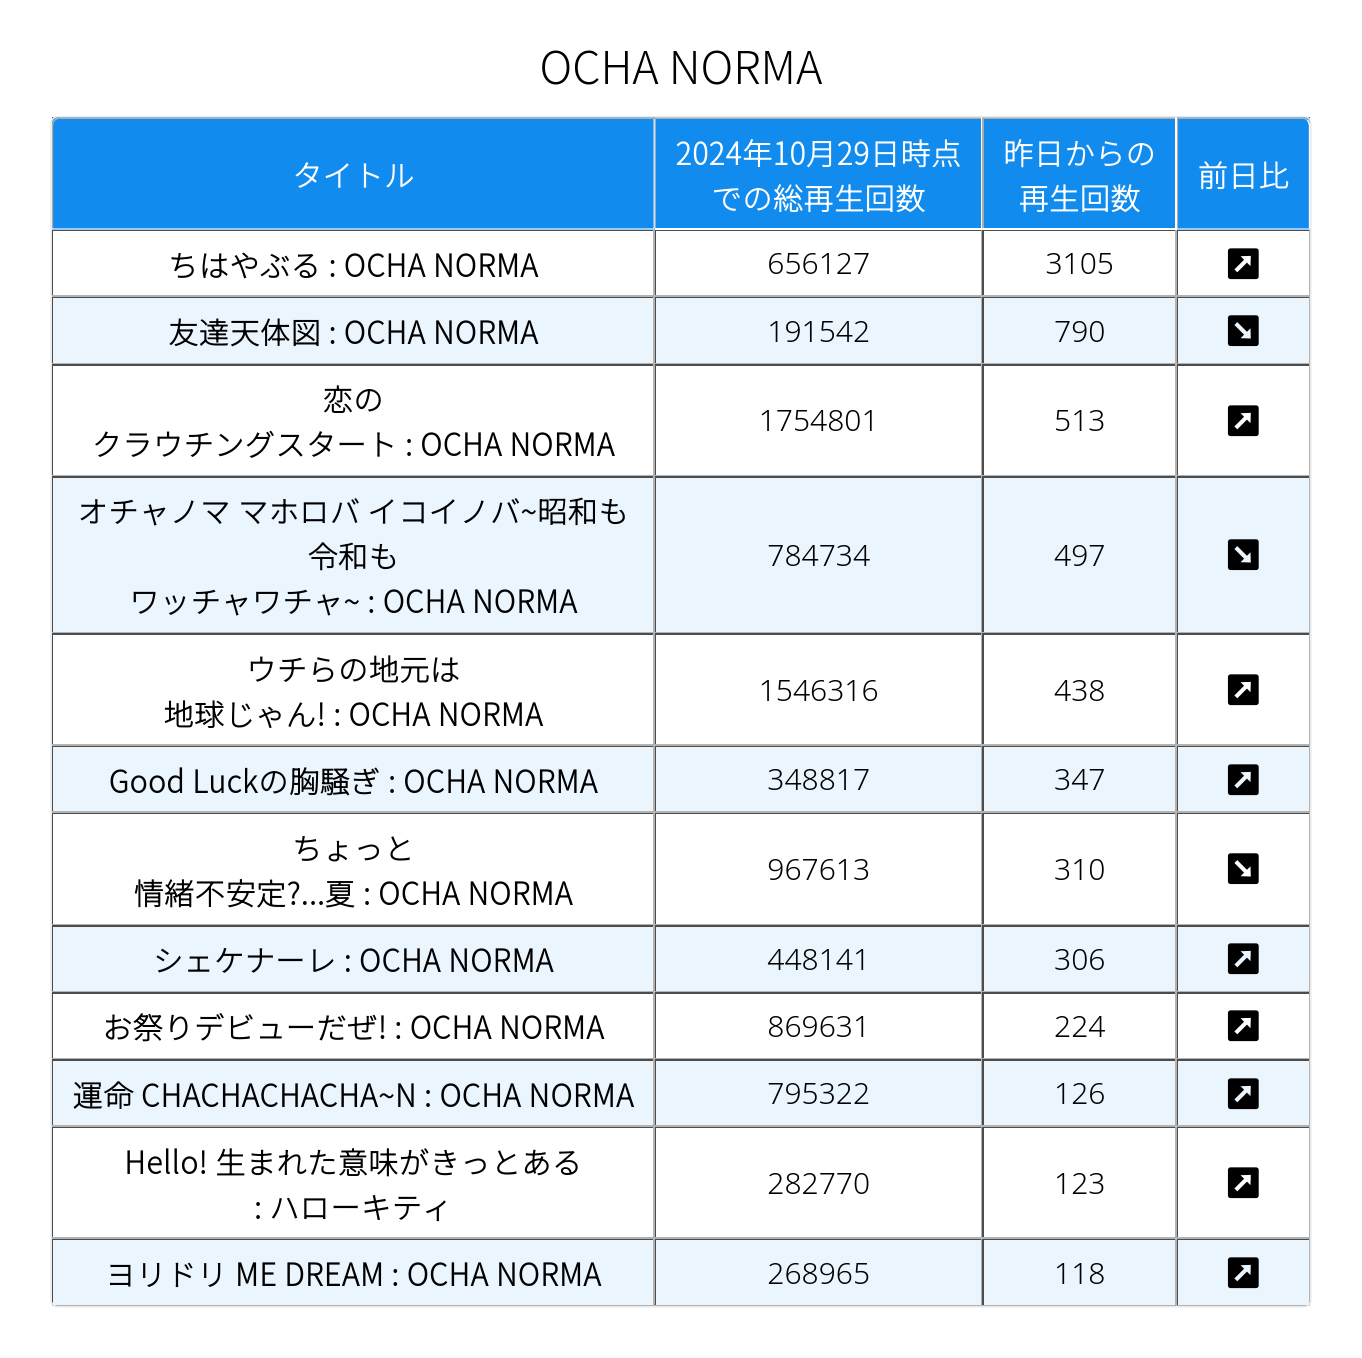 OCHA NORMA
タイトル
2024年10月29日時点
での総再生回数
昨日からの
再生回数
前日比
ちはやぶる : OCHA NORMA
656127
3105
友達天体図 : OCHA NORMA
191542
790
恋の
クラウチングスタート : OCHA NORMA
1754801
513
オチャノマ マホロバ イコイノバ~昭和も
令和も
ワッチャワチャ~ : OCHA NORMA
784734
497
ウチらの地元は
地球じゃん! : OCHA NORMA
1546316
438
Good Luckの胸騒ぎ : OCHA NORMA
348817
347
ちょっと
情緒不安定?...夏 : OCHA NORMA
967613
310
シェケナーレ : OCHA NORMA
448141
306
お祭りデビューだぜ! : OCHA NORMA
869631
224
運命 CHACHACHACHA~N : OCHA NORMA
795322
126
Hello! 生まれた意味がきっとある
: ハローキティ
282770
123
ヨリドリ ME DREAM : OCHA NORMA
268965
118